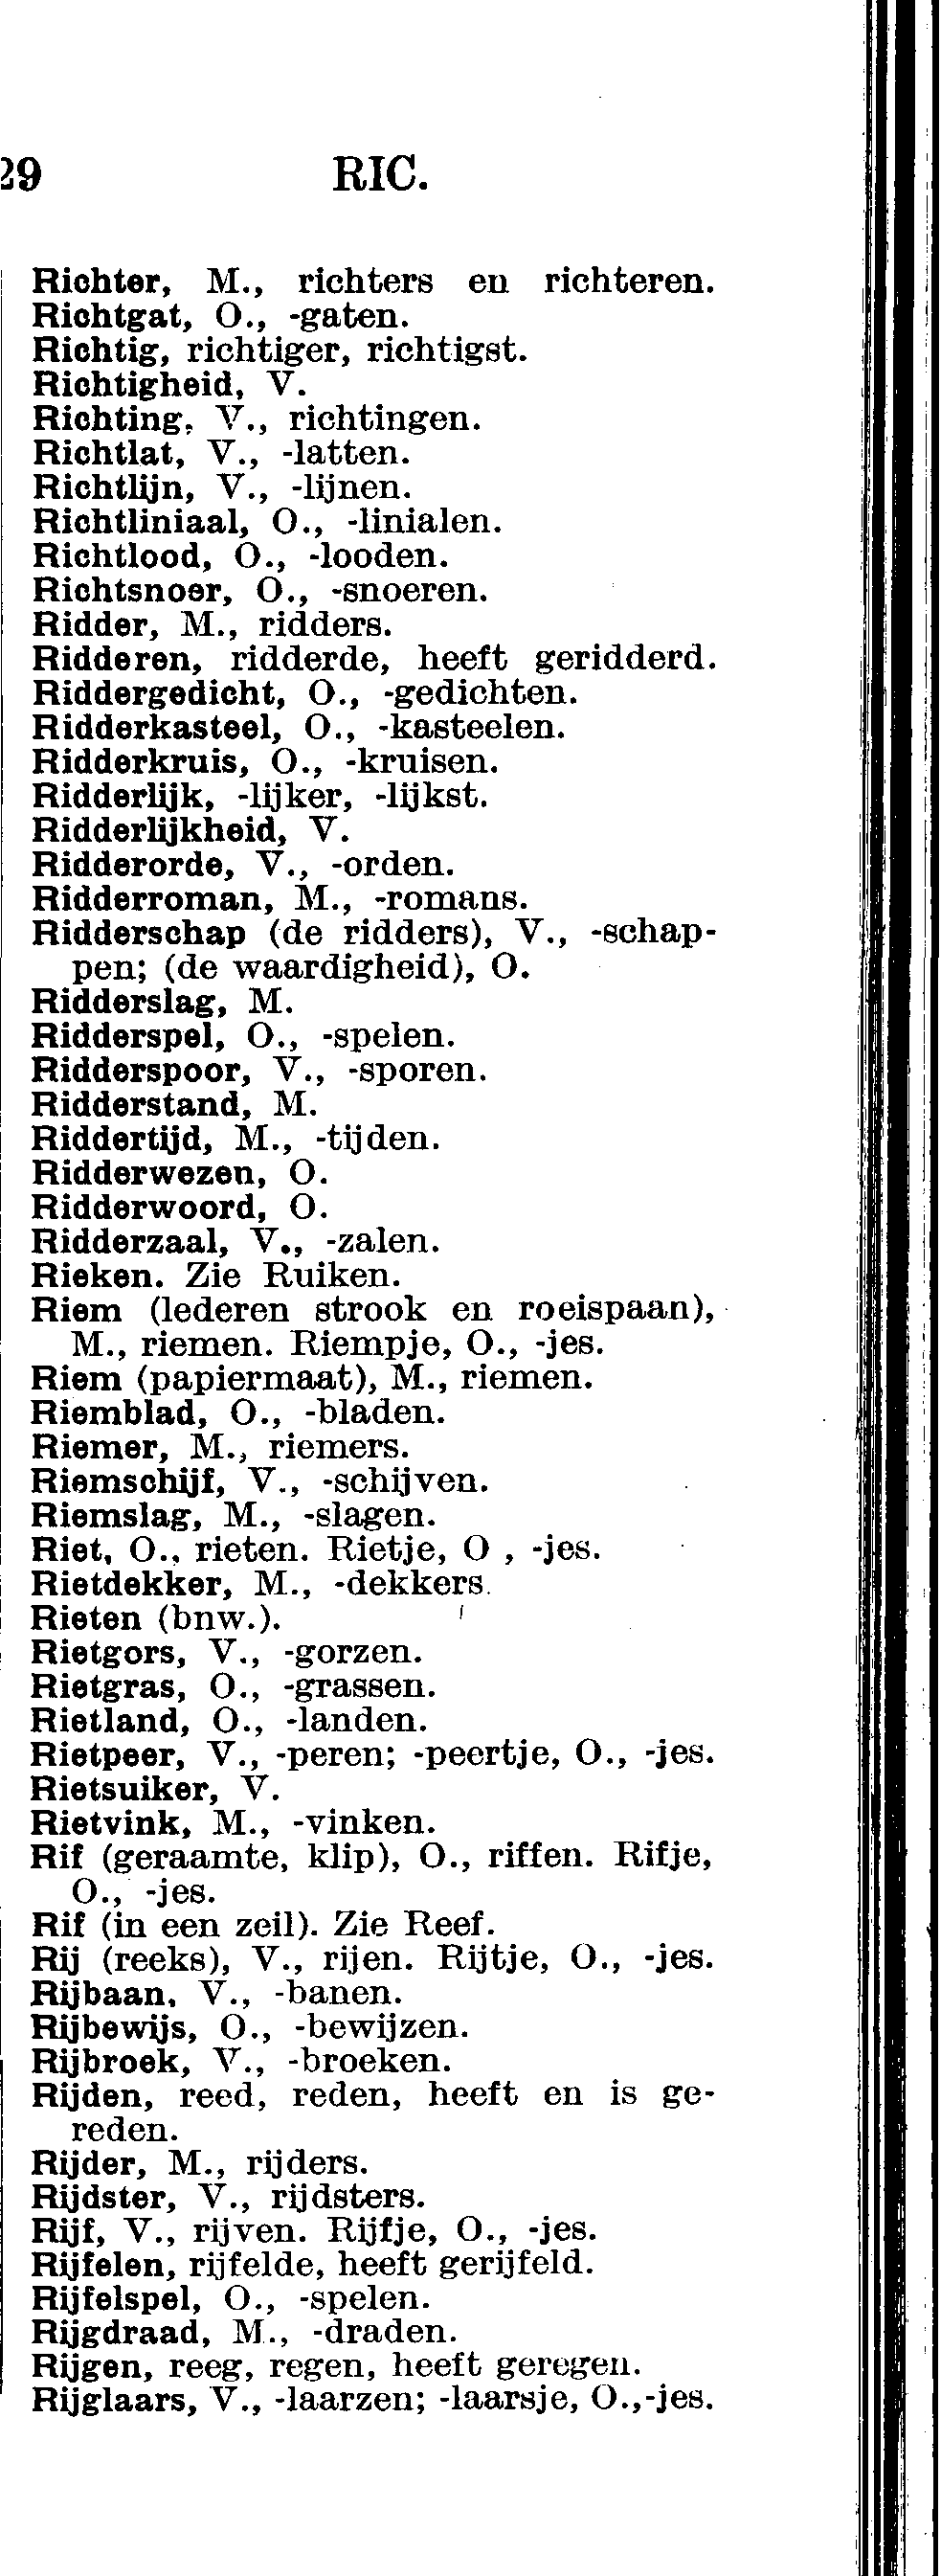 29 RIC.
Richter, M., richters en richteren.
Richtgat, O., -gaten.
Richtig, richtiger, richtigst.
Richtigheid, V.
Richting, V., richtingen.
Richtlat, V., -latten.
Richtlijn, V., -lijnen.
Richtliniaal, O., -linialen.
Richtlood, O., -looden.
Richtsnoer, O., -snoeren.
Ridder, M., ridders.
Ridderen, ridderde, heeft geridderd.
Riddergedicht, O., -gedichten.
Ridderkasteel, O., -kasteelen.
Ridderkruis, O., -kruisen.
Ridderlijk, -lijker, -lijkst.
Ridderlijkheid, V.
Ridderorde, V., -orden.
Ridderroman, M., -romans.
Ridderschap (de ridders), V., -schap-
pen; (de waardigheid), O.
Ridderslag, M.
Ridderspel, O., -spelen.
Ridderspoor, V., -sporen.
Ridderstand, M.
Riddertijd, M., -tijden.
Ridderwezen, O.
Ridderwoord, O.
Ridderzaal, V., -zalen.
Rieken. Zie Ruiken.
Riem (lederen strook en roeispaan),
M., riemen. Riempje, O., -jes.
Riem (papiermaat), M., riemen.
Riemblad, O., -bladen.
Riemer, M., riemers.
Riemschijf, V., -schijven.
Riemslag, M., -slagen.
Riet, O., rieten. Rietje, O , -jes.
Rietdekker, M., -dekkers.
Rieten (bnw.).
Rietgors, V., -gorzen.
Rietgras, O., -grassen.
Rietland, O., -landen.
Rietpeer, V., -peren; -peertje, O., -jes.
Rietsuiker, V.
Rietvink, M., -vinken.
Rif (geraamte, klip), O., riffen. Rifje,
O., -jes.
Rif (in een zeil). Zie Reef.
Rij (reeks), V., rijen. Rijtje, O., -jes.
Rijbaan, V., -banen.
Rijbewijs, O., -bewijzen.
Rijbroek, V., -broeken.
Rijden, reed, reden, heeft en is ge-
reden.
Rijder, M., rijders.
Rijdster, V., rijdsters.
Rijf, V., rijven. Rijfje, O., -jes.
Rijfelen, rijfelde, heeft gerijfeld.
Rijfelspel, O., -spelen.
Rijgdraad, M., -draden.
Rijgen, reeg, regen, heeft geregen.
Rijglaars, V., -laarzen; -laarsje, O.,-jes.